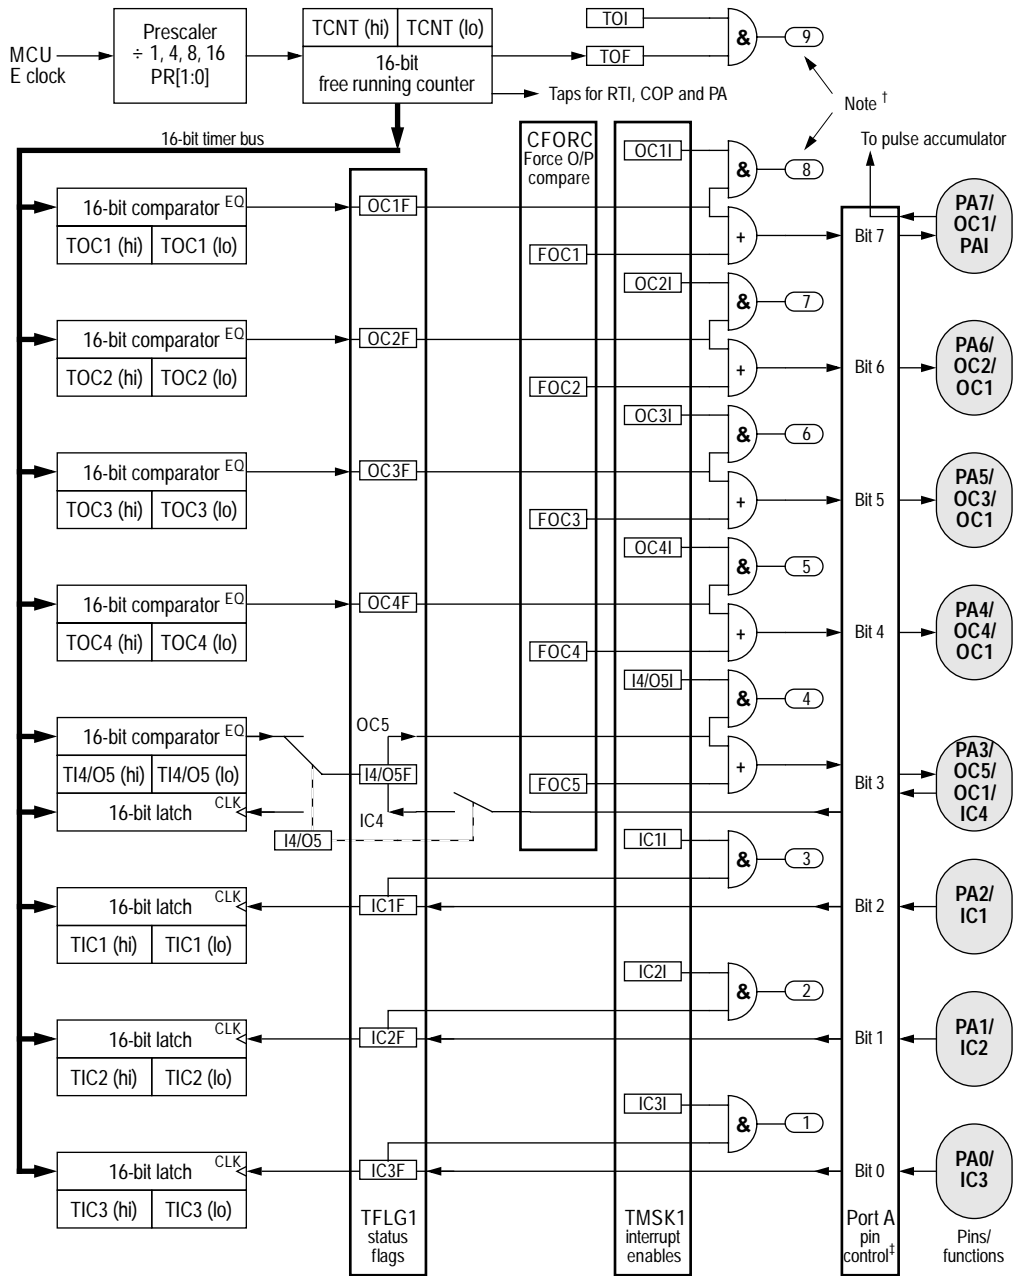 MCU
E clock
Prescaler
÷ 1, 4, 8, 16
PR[1:0]
TCNT (hi) TCNT (lo)
16-bit
free running counter
TOI
TOF
&
9
Taps for RTI, COP and PA
Note †
16-bit timer bus
CFORC
Force O/P
compare
To pulse accumulator
OC1I
&
8
16-bit comparator EQ
TOC1 (hi) TOC1 (lo)
OC1F
FOC1
+
Bit 7
PA7/
OC1/
PAI
OC2I
&
7
16-bit comparator EQ
TOC2 (hi) TOC2 (lo)
OC2F
FOC2
+
Bit 6
PA6/
OC2/
OC1
OC3I
&
6
16-bit comparator EQ
TOC3 (hi) TOC3 (lo)
OC3F
FOC3
+
Bit 5
PA5/
OC3/
OC1
OC4I
&
5
16-bit comparator EQ
TOC4 (hi) TOC4 (lo)
OC4F
FOC4
+
Bit 4
PA4/
OC4/
OC1
I4/O5I
&
4
16-bit comparator EQ
TI4/O5 (hi) TI4/O5 (lo)
16-bit latch CLK
OC5
I4/O5F
IC4
I4/O5
FOC5
+
Bit 3
PA3/
OC5/
OC1/
IC4
IC1I
&
3
16-bit latch CLK
TIC1 (hi) TIC1 (lo)
IC1F
Bit 2
PA2/
IC1
IC2I
&
2
16-bit latch CLK
TIC2 (hi) TIC2 (lo)
IC2F
Bit 1
PA1/
IC2
IC3I
&
1
16-bit latch CLK
TIC3 (hi) TIC3 (lo)
IC3F
Bit 0
PA0/
IC3
TFLG1
status
flags
TMSK1
interrupt
enables
Port A
pin
control‡
Pins/
functions